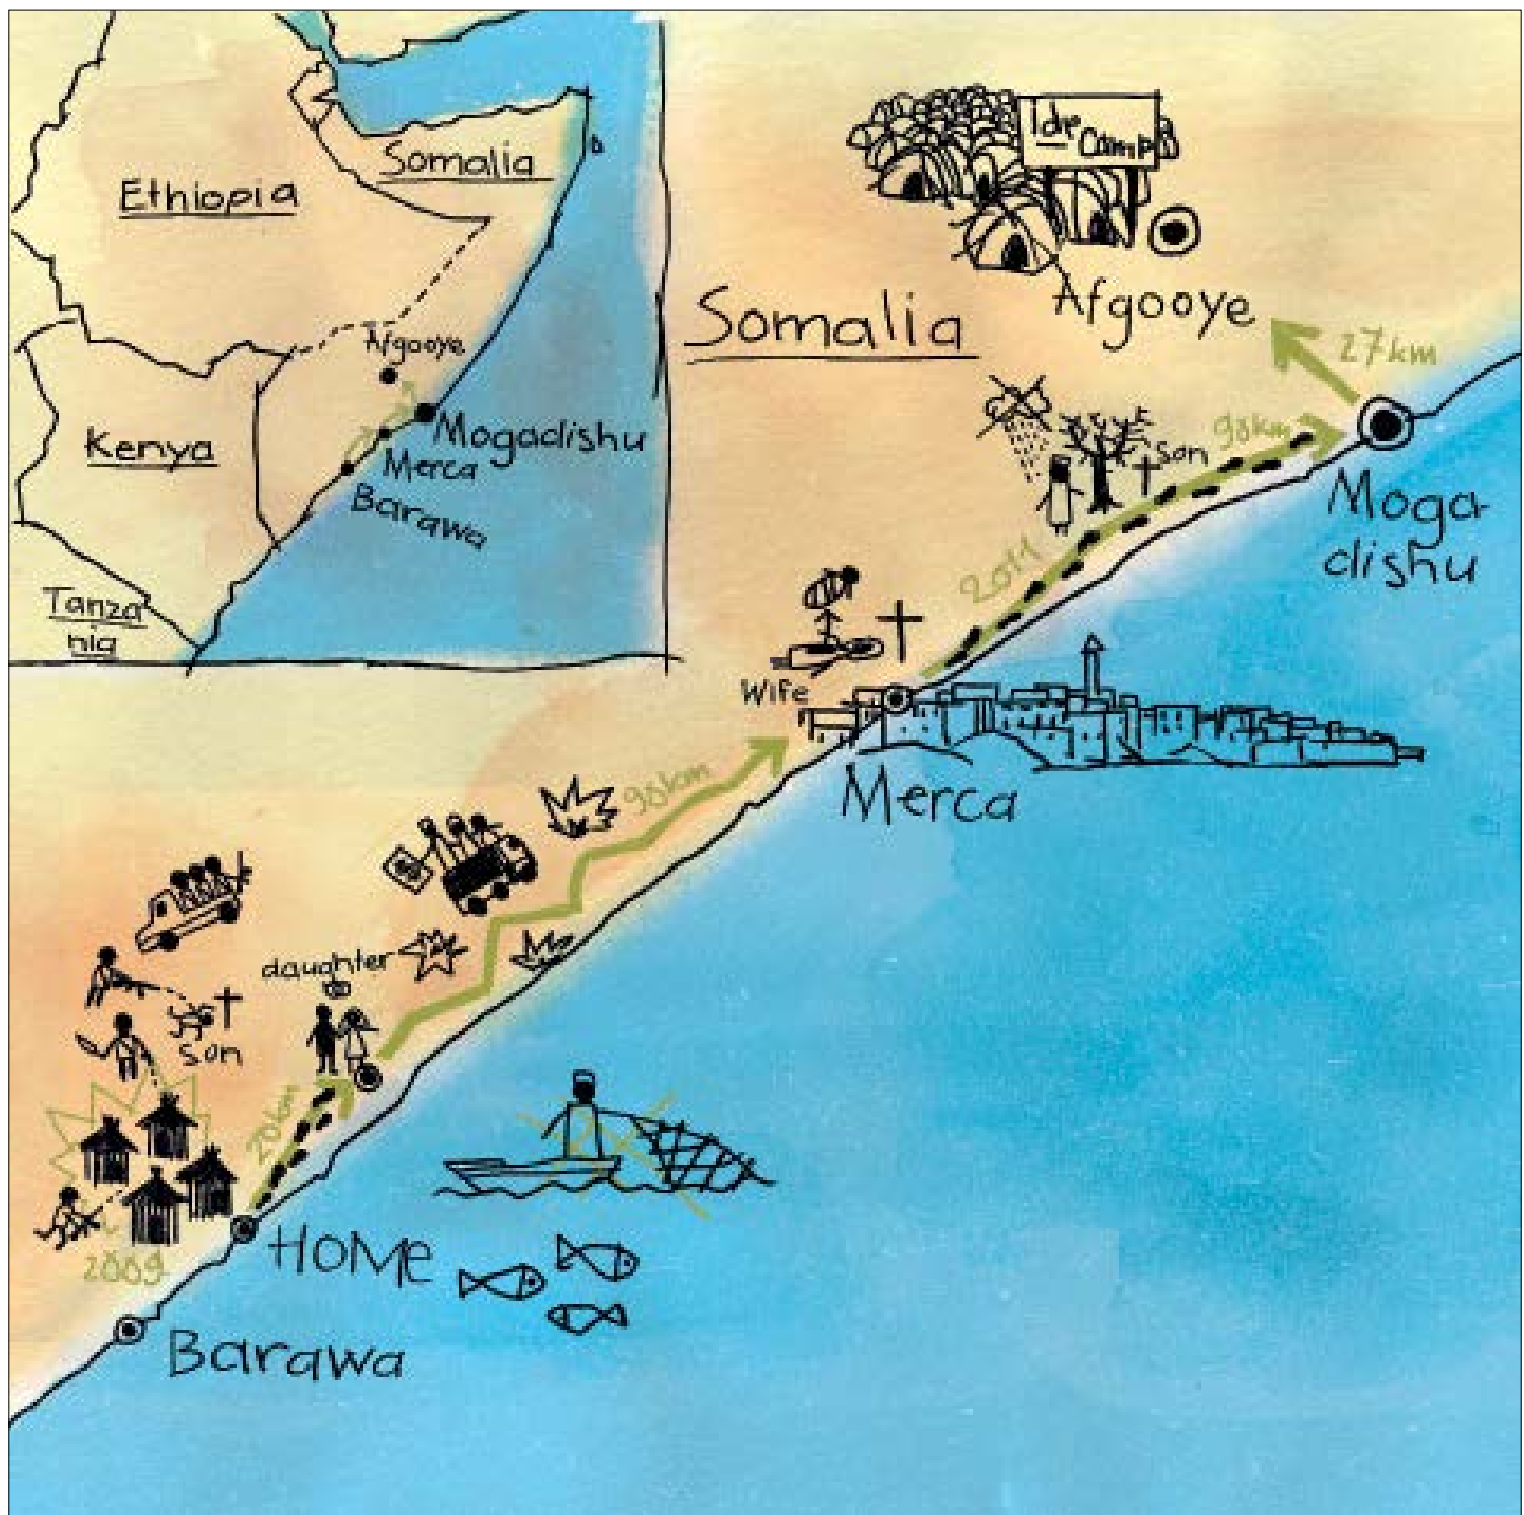 Somalia
Ethiopia
Afgooye
Kenya
Mogadishu
Merca
Barawa
Tanza
nia
Idp
Camp
Afgooye
Somalia
27km
98km
son
Moga
dishu
2011
Wife
98km
Merca
daughter
son
20km
HOME
2009
Barawa